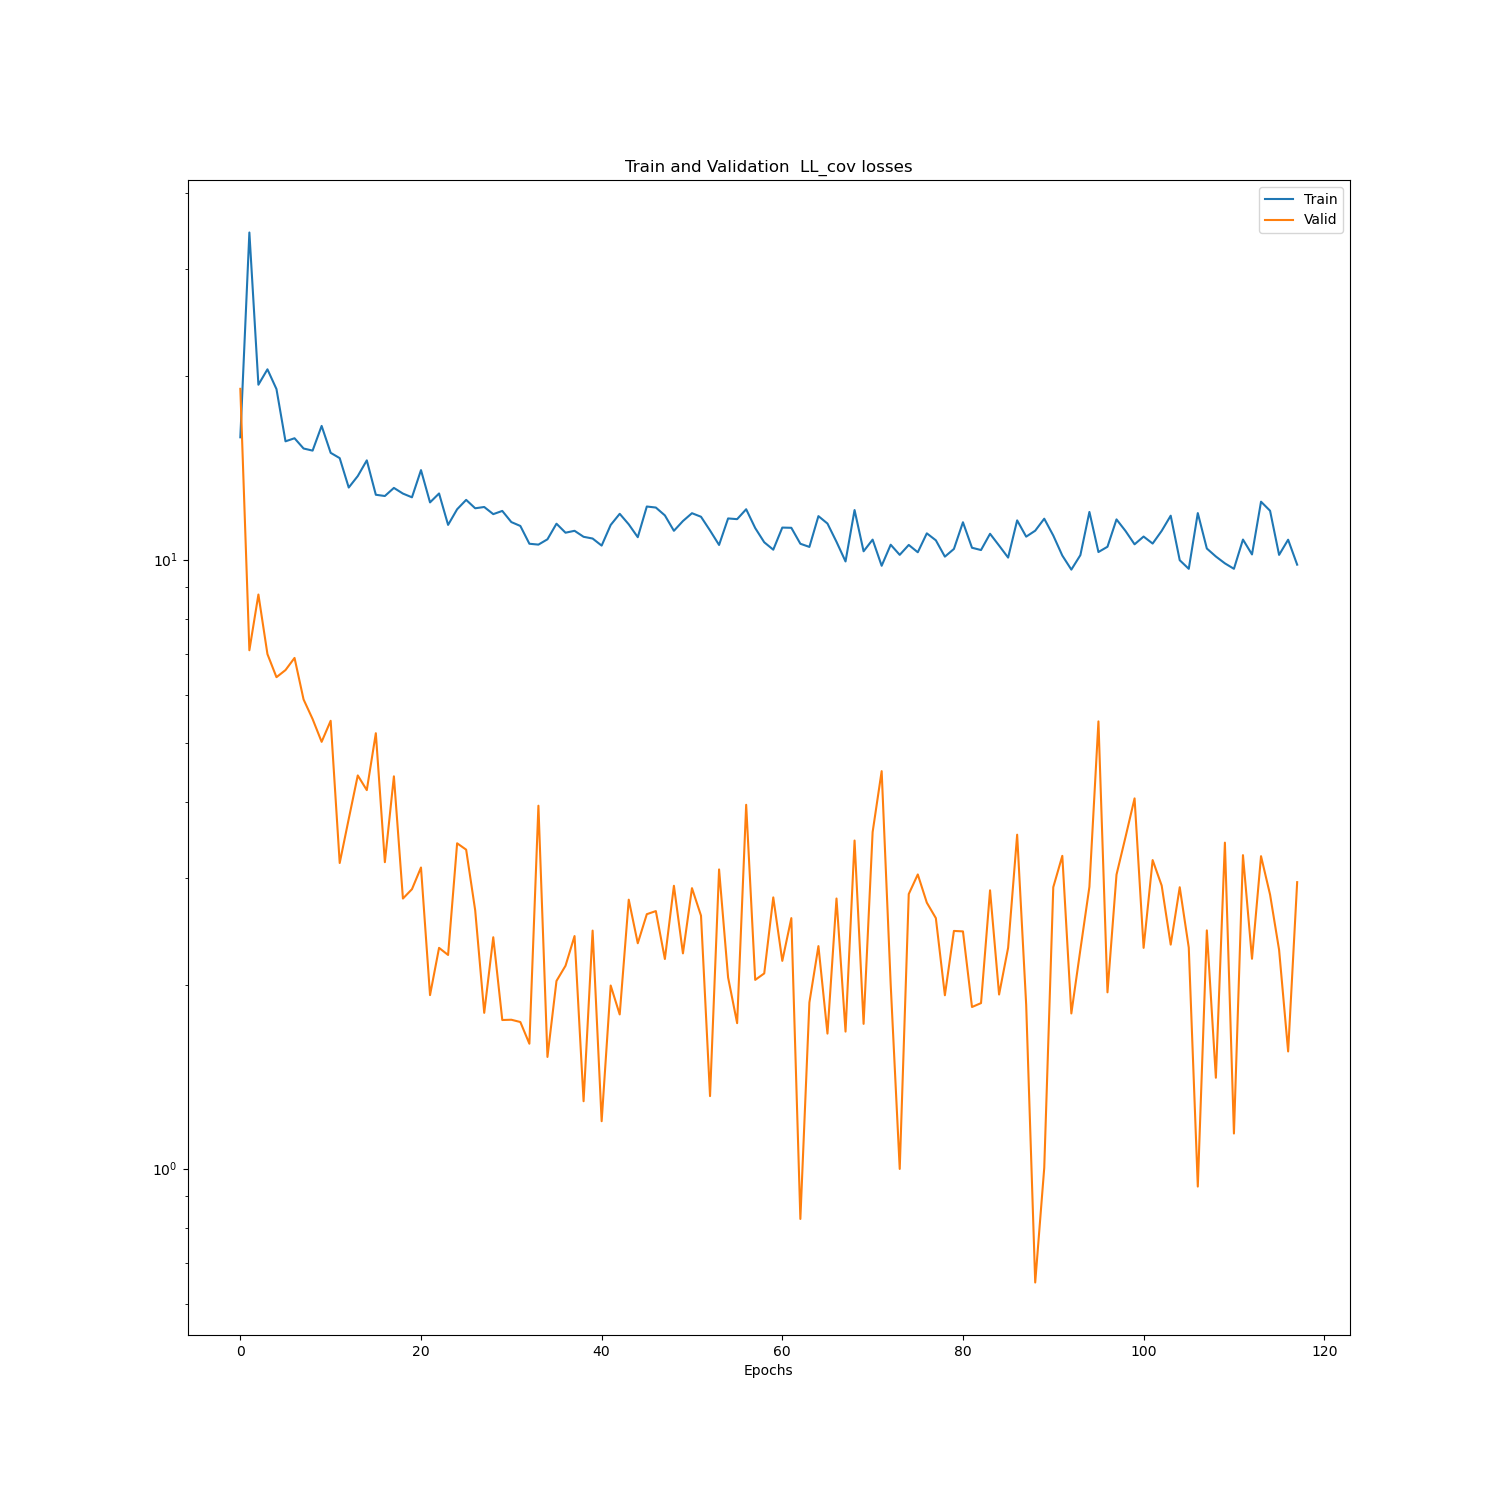 Train and Validation  LL_cov losses
Train
Valid
10¹
10⁰
0 20 40 60 80 100 120
Epochs